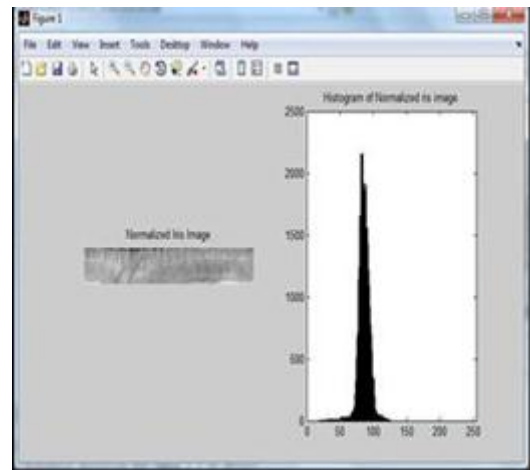 Figure 1
File Edit View Insert Tools Desktop Window Help
Normalized Iris Image
Histogram of Normalized iris image
2500
2000
1500
1000
500
0
0 50 100 150 200 250